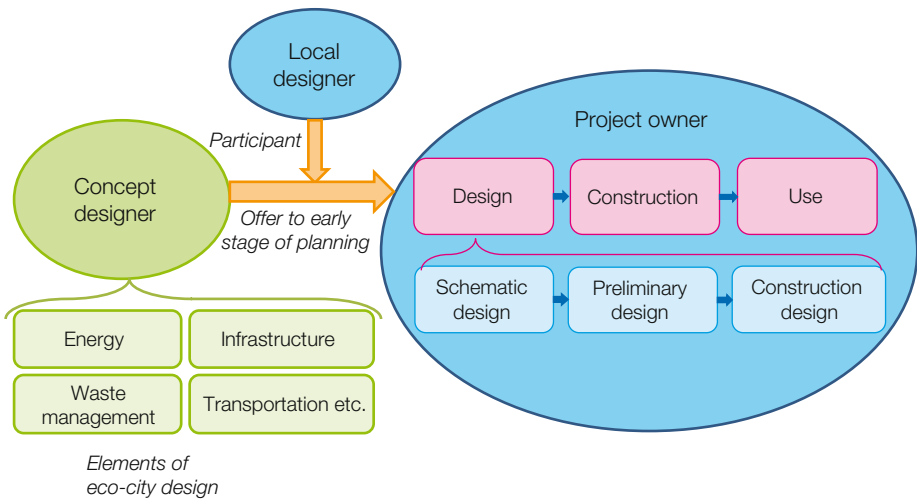 Local
designer
Participant
Project owner
Concept
designer
Offer to early
stage of planning
Design
Construction
Use
Schematic
design
Preliminary
design
Construction
design
Energy
Infrastructure
Waste
management
Transportation etc.
Elements of
eco-city design